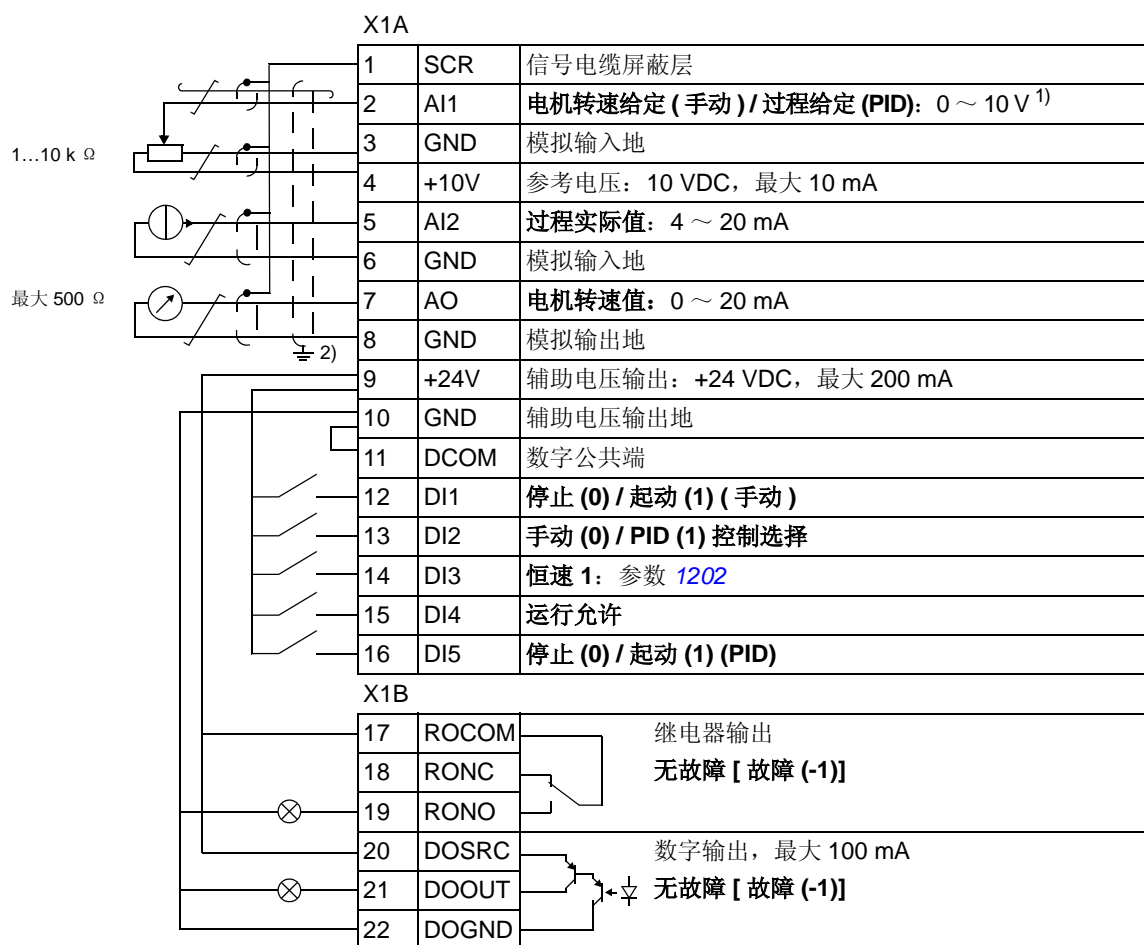 X1A
1 SCR 信号电缆屏蔽层
2 AI1 电机转速给定 ( 手动 ) / 过程给定 (PID)：0 ～ 10 V 1)
3 GND 模拟输入地
1…10 k Ω
4 +10V 参考电压：10 VDC，最大 10 mA
5 AI2 过程实际值：4 ～ 20 mA
6 GND 模拟输入地
最大 500 Ω
7 AO 电机转速值：0 ～ 20 mA
8 GND 模拟输出地
2)
9 +24V 辅助电压输出：+24 VDC，最大 200 mA
10 GND 辅助电压输出地
11 DCOM 数字公共端
12 DI1 停止 (0) / 起动 (1) ( 手动 )
13 DI2 手动 (0) / PID (1) 控制选择
14 DI3 恒速 1：参数 1202
15 DI4 运行允许
16 DI5 停止 (0) / 起动 (1) (PID)
X1B
17 ROCOM 继电器输出
18 RONC 无故障 [ 故障 (-1)]
19 RONO
20 DOSRC 数字输出，最大 100 mA
21 DOOUT 无故障 [ 故障 (-1)]
22 DOGND